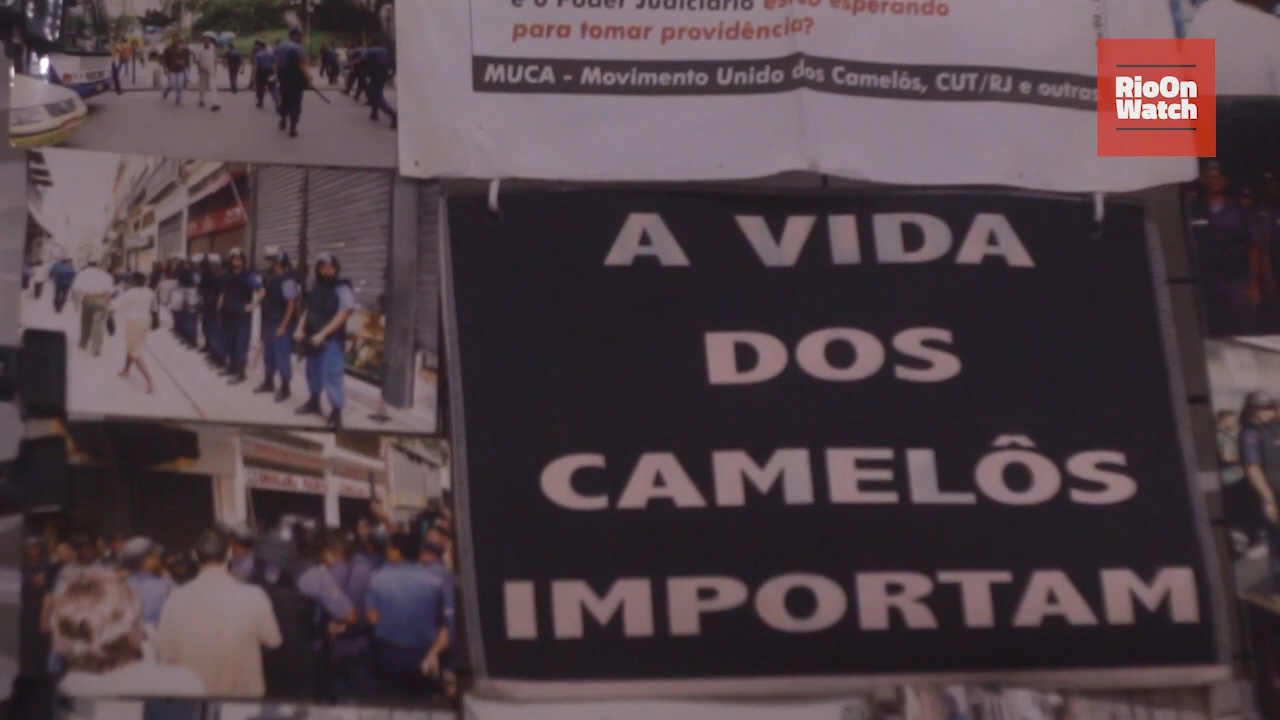 e o Poder Judiciário estão esperando
para tomar providência?
MUCA - Movimento Unido dos Camelôs, CUT/RJ e outras
RioOn
Watch
A VIDA
DOS
CAMELÔS
IMPORTAM